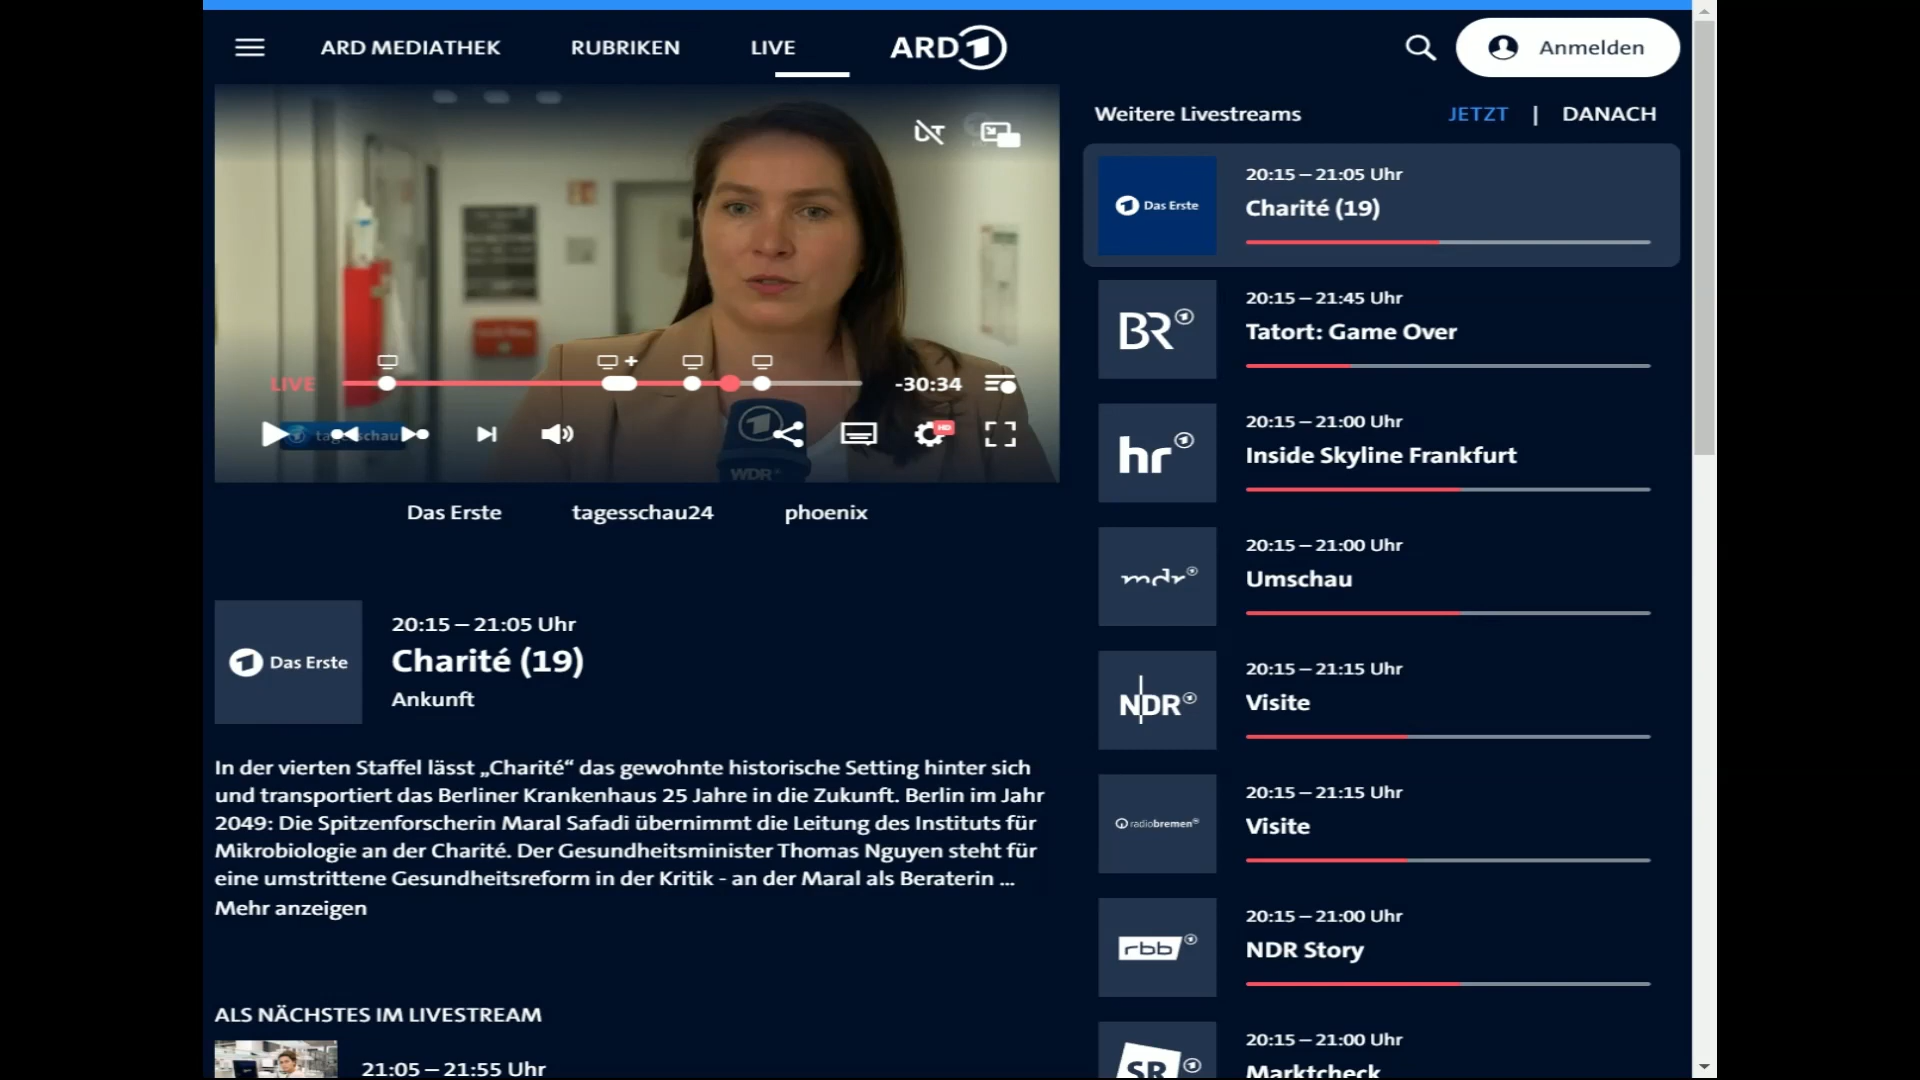 ARD MEDIATHEK
RUBRIKEN
LIVE
ARD 1
Anmelden
LIVE
-30:34
HD
WDR
Das Erste
tagesschau24
phoenix
Das Erste
20:15 – 21:05 Uhr
Charité (19)
Ankunft
In der vierten Staffel lässt „Charité“ das gewohnte historische Setting hinter sich
und transportiert das Berliner Krankenhaus 25 Jahre in die Zukunft. Berlin im Jahr
2049: Die Spitzenforscherin Maral Safadi übernimmt die Leitung des Instituts für
Mikrobiologie an der Charité. Der Gesundheitsminister Thomas Nguyen steht für
eine umstrittene Gesundheitsreform in der Kritik - an der Maral als Beraterin ...
Mehr anzeigen
ALS NÄCHSTES IM LIVESTREAM
21:05 – 21:55 Uhr
Weitere Livestreams
JETZT | DANACH
Das Erste
20:15 – 21:05 Uhr
Charité (19)
BR
20:15 – 21:45 Uhr
Tatort: Game Over
hr
20:15 – 21:00 Uhr
Inside Skyline Frankfurt
mdr
20:15 – 21:00 Uhr
Umschau
NDR
20:15 – 21:15 Uhr
Visite
radiobremen
20:15 – 21:15 Uhr
Visite
rbb
20:15 – 21:00 Uhr
NDR Story
SR
20:15 – 21:00 Uhr
Marktcheck